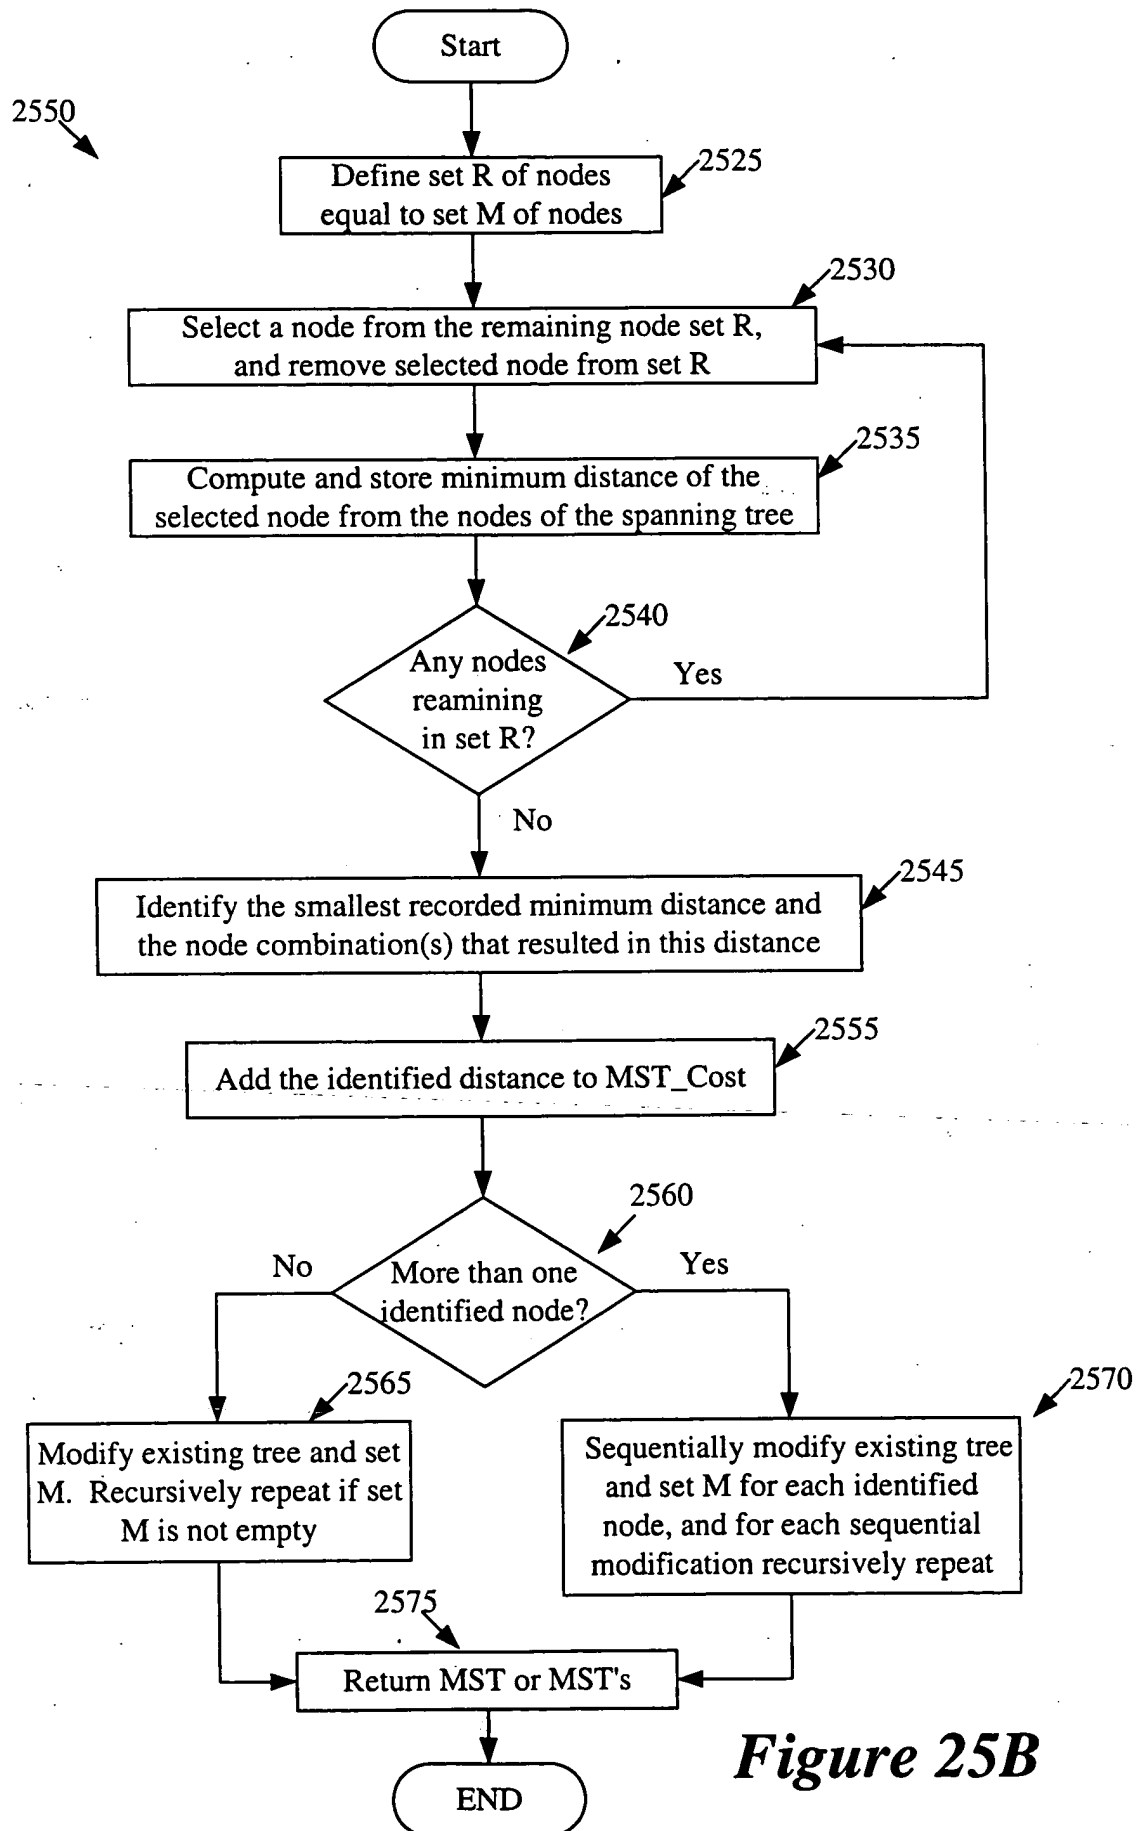 Start
2550
2525
Define set R of nodes
equal to set M of nodes
2530
Select a node from the remaining node set R,
and remove selected node from set R
2535
Compute and store minimum distance of the
selected node from the nodes of the spanning tree
2540
Any nodes
reamining
in set R?
Yes
No
2545
Identify the smallest recorded minimum distance and
the node combination(s) that resulted in this distance
2555
Add the identified distance to MST_Cost
2560
No
More than one
identified node?
Yes
2565
Modify existing tree and set
M. Recursively repeat if set
M is not empty
2570
Sequentially modify existing tree
and set M for each identified
node, and for each sequential
modification recursively repeat
2575
Return MST or MST's
END
Figure 25B